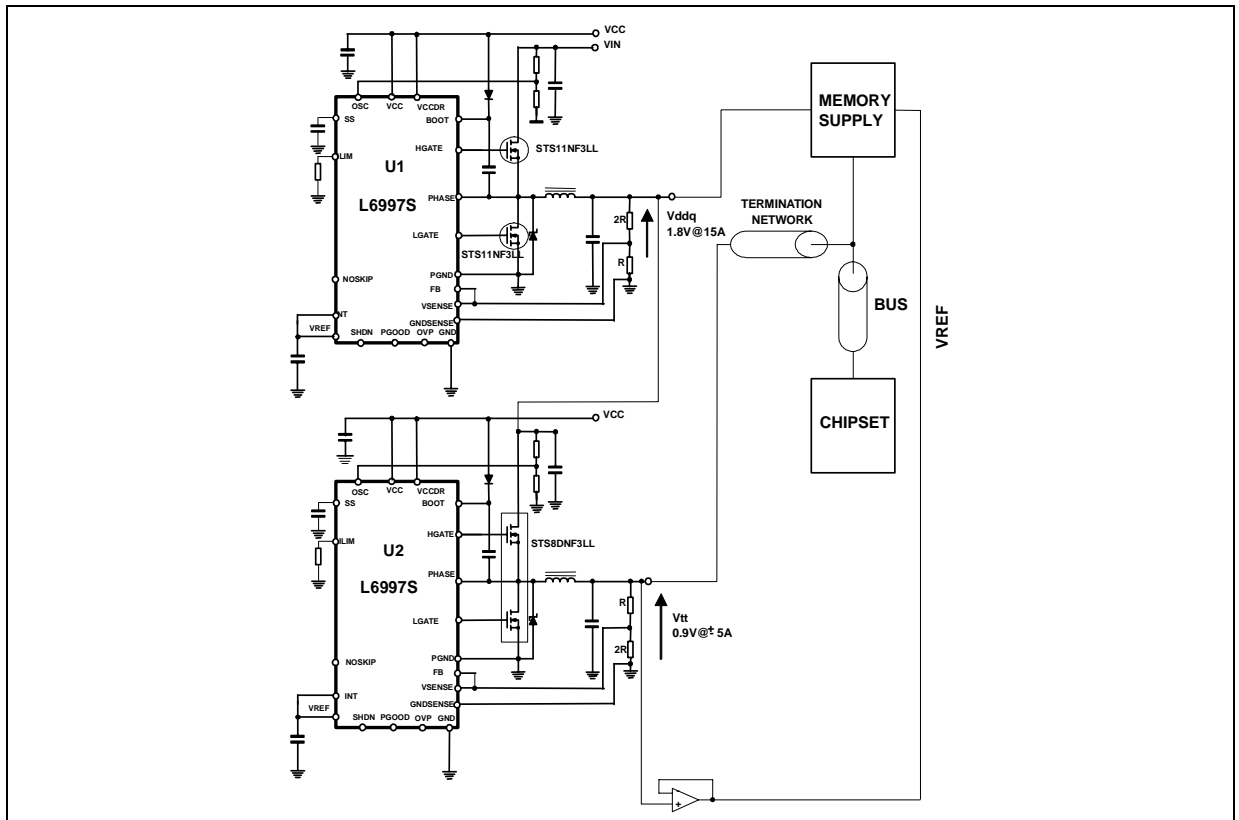 VCC
VIN
OSC VCC VCCDR
SS
BOOT
ILIM
HGATE
STS11NF3LL
U1
L6997S
PHASE
LGATE
STS11NF3LL
2R
R
Vddq
1.8V@15A
PGND
NOSKIP
FB
VSENSE
GNDSENSE
NT
VREF
SHDN PGOOD OVP GND
MEMORY
SUPPLY
TERMINATION
NETWORK
BUS
VREF
CHIPSET
VCC
OSC VCC VCCDR
SS
BOOT
ILIM
HGATE
STS8DNF3LL
U2
L6997S
PHASE
LGATE
R
2R
Vtt
0.9V@± 5A
PGND
NOSKIP
FB
VSENSE
GNDSENSE
INT
VREF
SHDN PGOOD OVP GND
-
+